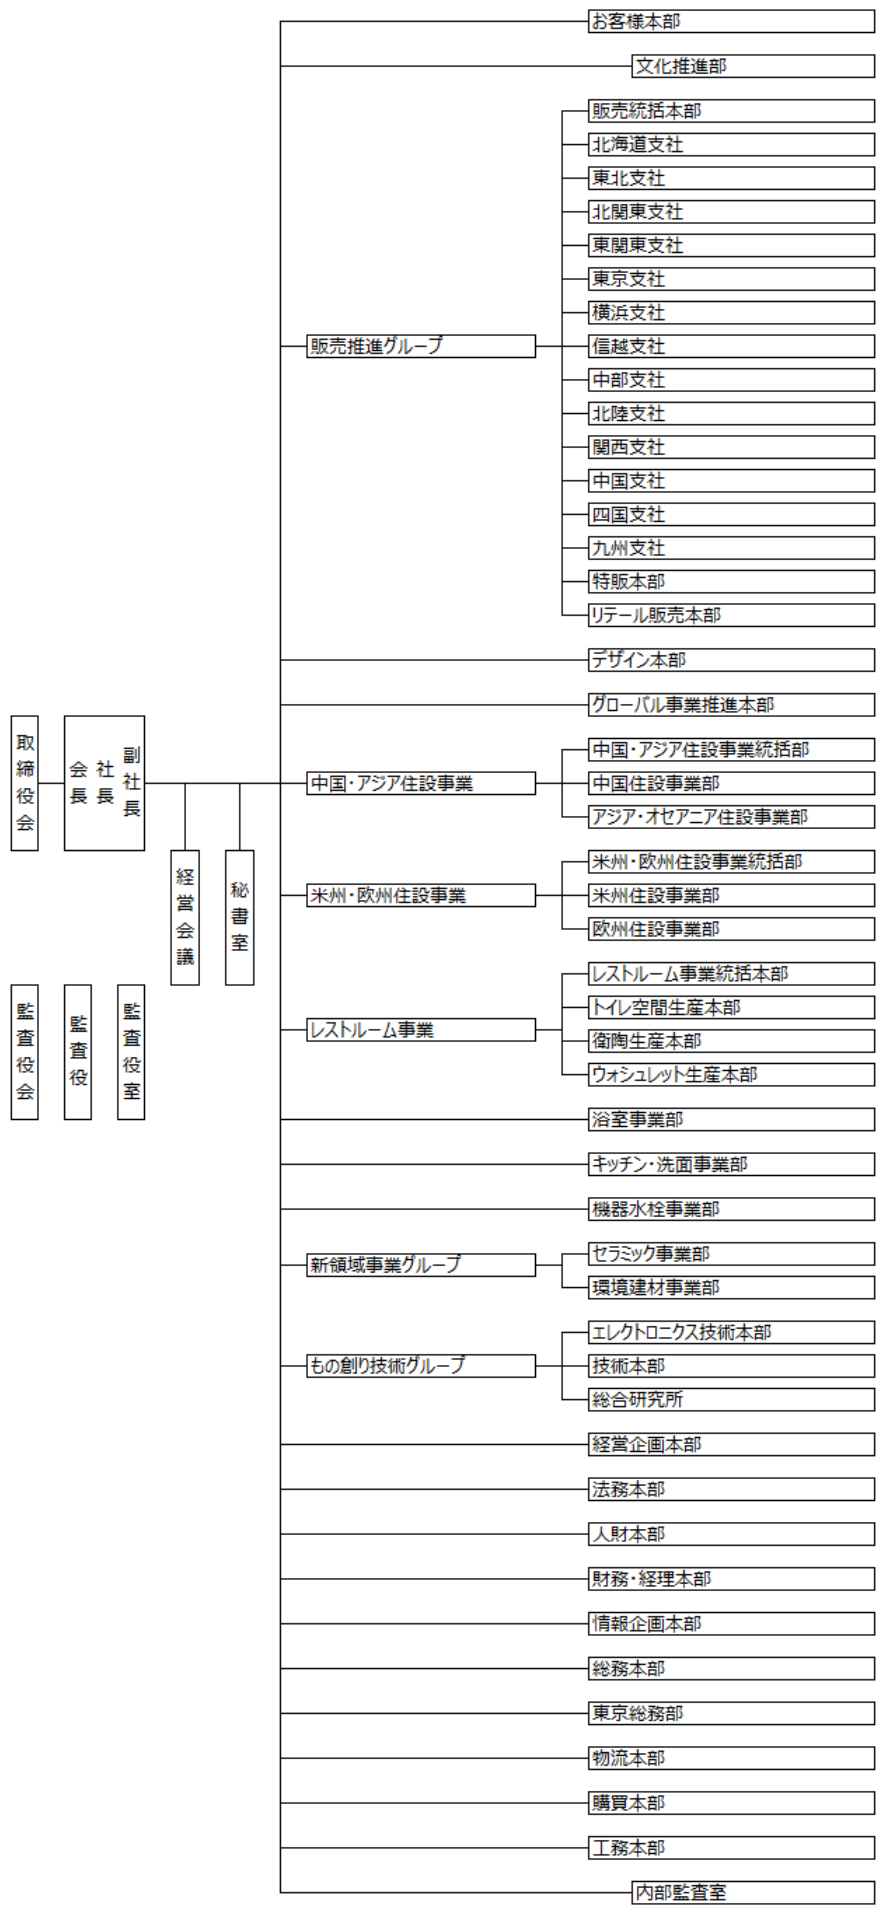 取締役会
会長
社長
副社長
経営会議
秘書室
監査役会
監査役
監査役室
お客様本部
文化推進部
販売推進グループ
販売統括本部
北海道支社
東北支社
北関東支社
東関東支社
東京支社
横浜支社
信越支社
中部支社
北陸支社
関西支社
中国支社
四国支社
九州支社
特販本部
リテール販売本部
デザイン本部
グローバル事業推進本部
中国・アジア住設事業
中国・アジア住設事業統括部
中国住設事業部
アジア・オセアニア住設事業部
米州・欧州住設事業
米州・欧州住設事業統括部
米州住設事業部
欧州住設事業部
レストルーム事業
レストルーム事業統括本部
トイレ空間生産本部
衛陶生産本部
ウォシュレット生産本部
浴室事業部
キッチン・洗面事業部
機器水栓事業部
新領域事業グループ
セラミック事業部
環境建材事業部
もの創り技術グループ
エレクトロニクス技術本部
技術本部
総合研究所
経営企画本部
法務本部
人財本部
財務・経理本部
情報企画本部
総務本部
東京総務部
物流本部
購買本部
工務本部
内部監査室